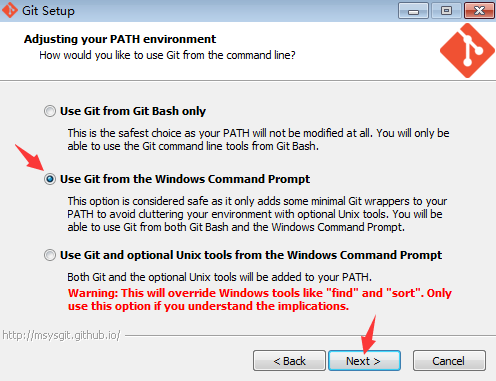 Git Setup
Adjusting your PATH environment
How would you like to use Git from the command line?
Use Git from Git Bash only
This is the safest choice as your PATH will not be modified at all. You will only be
able to use the Git command line tools from Git Bash.
Use Git from the Windows Command Prompt
This option is considered safe as it only adds some minimal Git wrappers to your
PATH to avoid cluttering your environment with optional Unix tools. You will be
able to use Git from both Git Bash and the Windows Command Prompt.
Use Git and optional Unix tools from the Windows Command Prompt
Both Git and the optional Unix tools will be added to your PATH.
Warning: This will override Windows tools like "find" and "sort". Only
use this option if you understand the implications.
http://msysgit.github.io/
< Back Next > Cancel